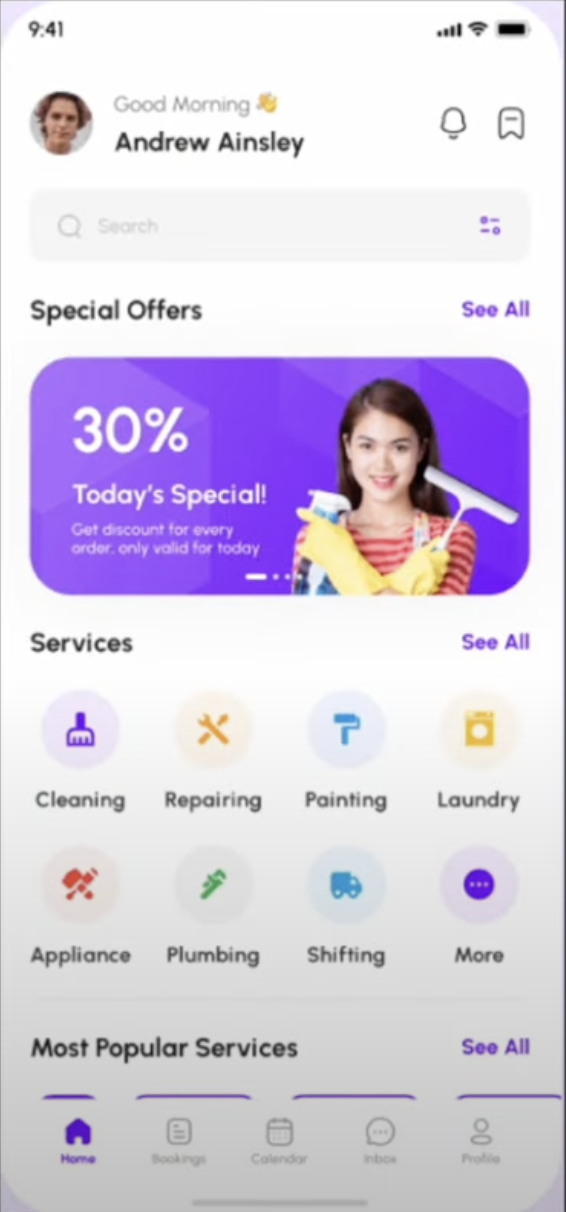 9:41
Good Morning 👋
Andrew Ainsley
Search
Special Offers
See All
30%
Today's Special!
Get discount for every
order, only valid for today
Services
See All
Cleaning
Repairing
Painting
Laundry
Appliance
Plumbing
Shifting
More
Most Popular Services
See All
Home
Bookings
Calendar
Inbox
Profile